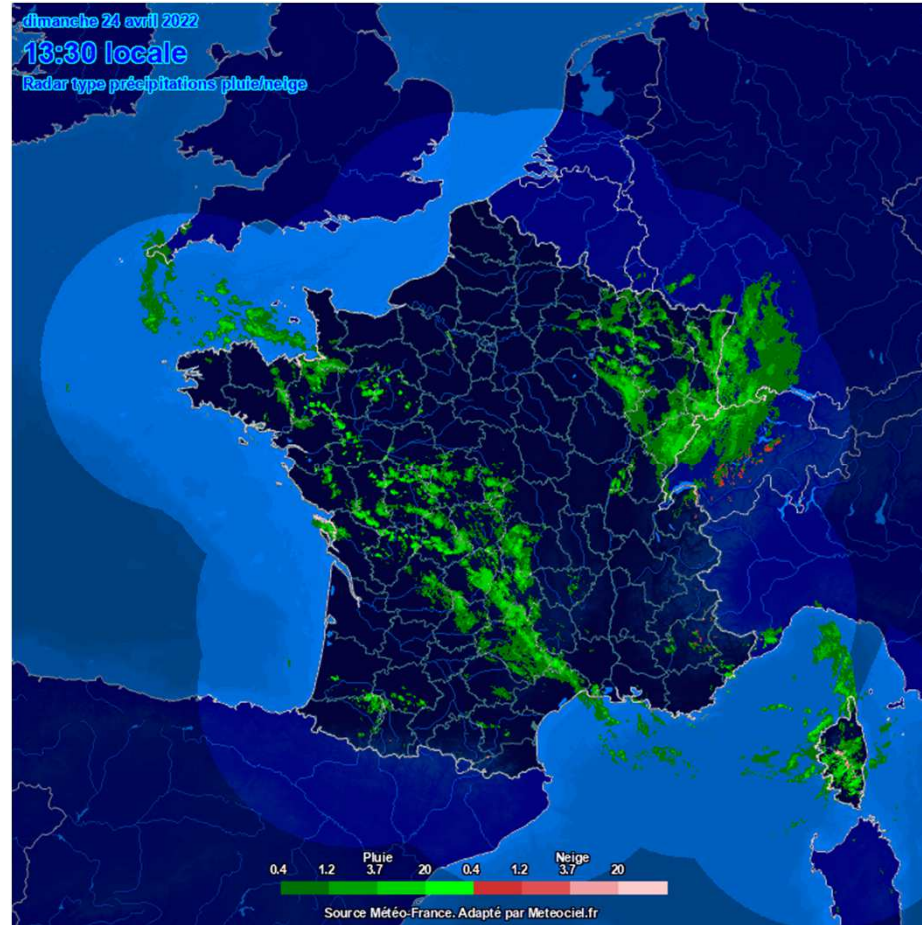 dimanche 24 avril 2022
13:30 locale
Radar type précipitations pluie/neige
Pluie Neige
0.4 1.2 3.7 20 0.4 1.2 3.7 20
Source Météo-France. Adapté par Meteociel.fr